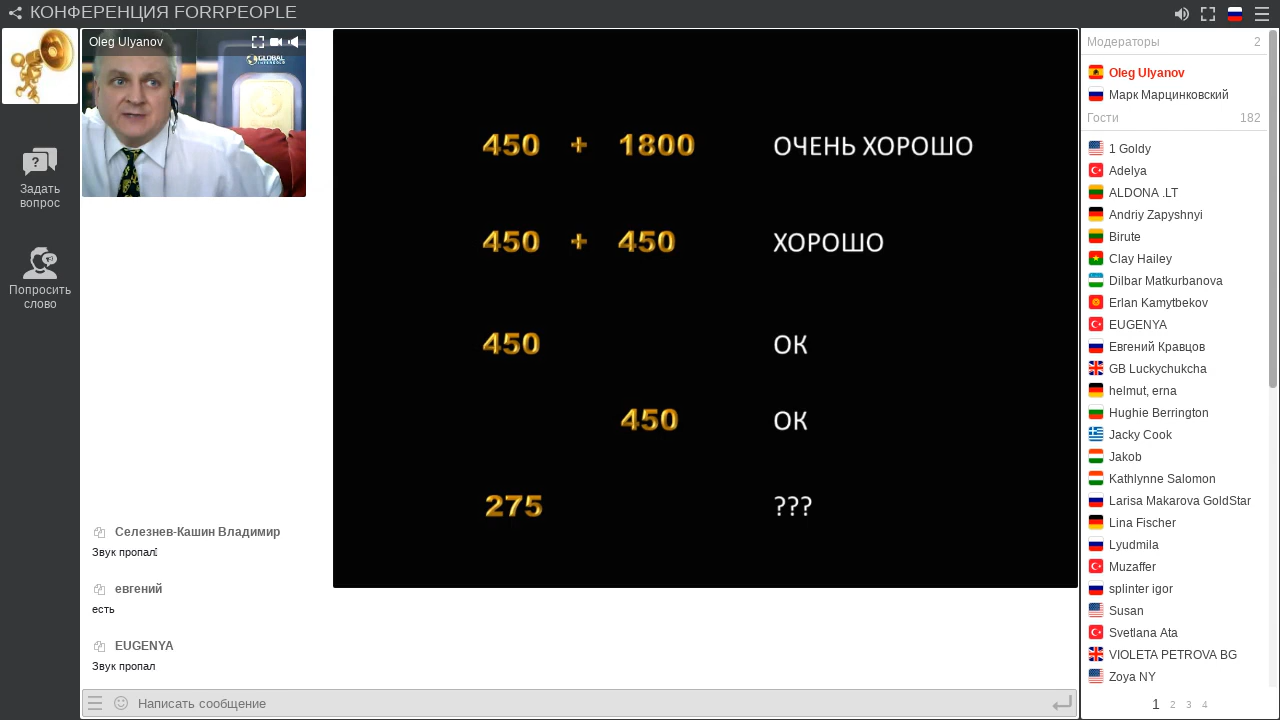 КОНФЕРЕНЦИЯ FORRPEOPLE
Задать
вопрос
Попросить
слово
Oleg Ulyanov
GLOBAL
INTERGOLD
Селезнев-Кашин Владимир
Звук пропал
евгений
есть
EUGENYA
Звук пропал
Написать сообщение
450 + 1800 ОЧЕНЬ ХОРОШО
450 + 450 ХОРОШО
450 ОК
450 ОК
275 ???
Модераторы 2
Oleg Ulyanov
Марк Марцинковский
Гости 182
1 Goldy
Adelya
ALDONA .LT
Andriy Zapyshnyi
Birute
Clay Hailey
Dilbar Matkurbanova
Erlan Kamytbekov
EUGENYA
Евгений Кравцов
GB Luckychukcha
helmut, erna
Hughie Berrington
Jacky Cook
Jakob
Kathlynne Salomon
Larisa Makarova GoldStar
Lina Fischer
Lyudmila
Muzaffer
splinter igor
Susan
Svetlana Ata
VIOLETA PETROVA BG
Zoya NY
1 2 3 4